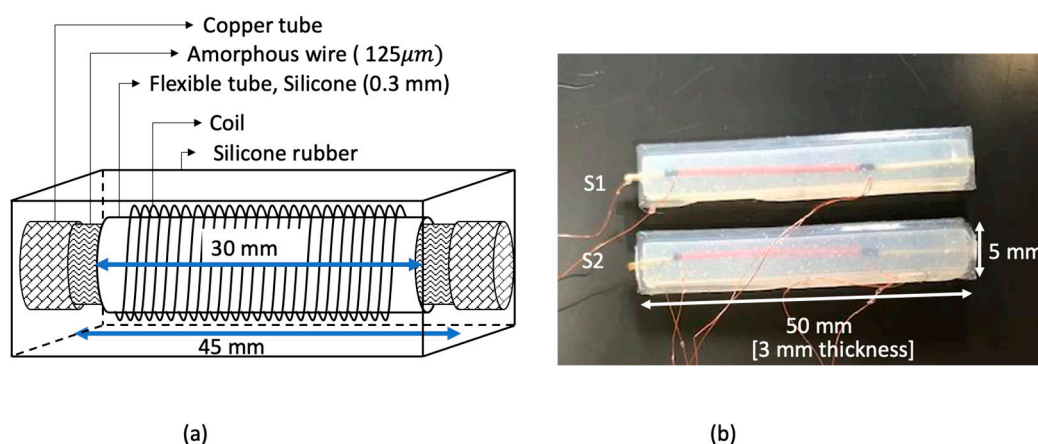 Copper tube
Amorphous wire ( 125μm)
Flexible tube, Silicone (0.3 mm)
Coil
Silicone rubber
30 mm
45 mm
S1
S2
5 mm
50 mm
[3 mm thickness]
(a)
(b)